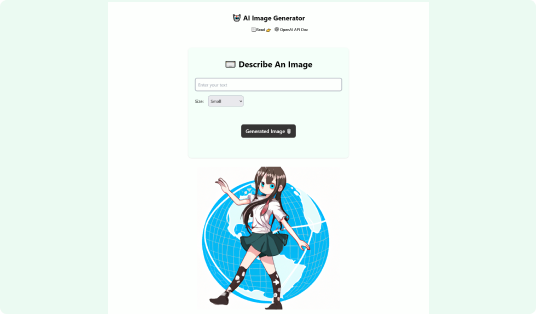 AI Image Generator
Read OpenAI API Doc
Describe An Image
Enter your text
Size: Small
Generated Image